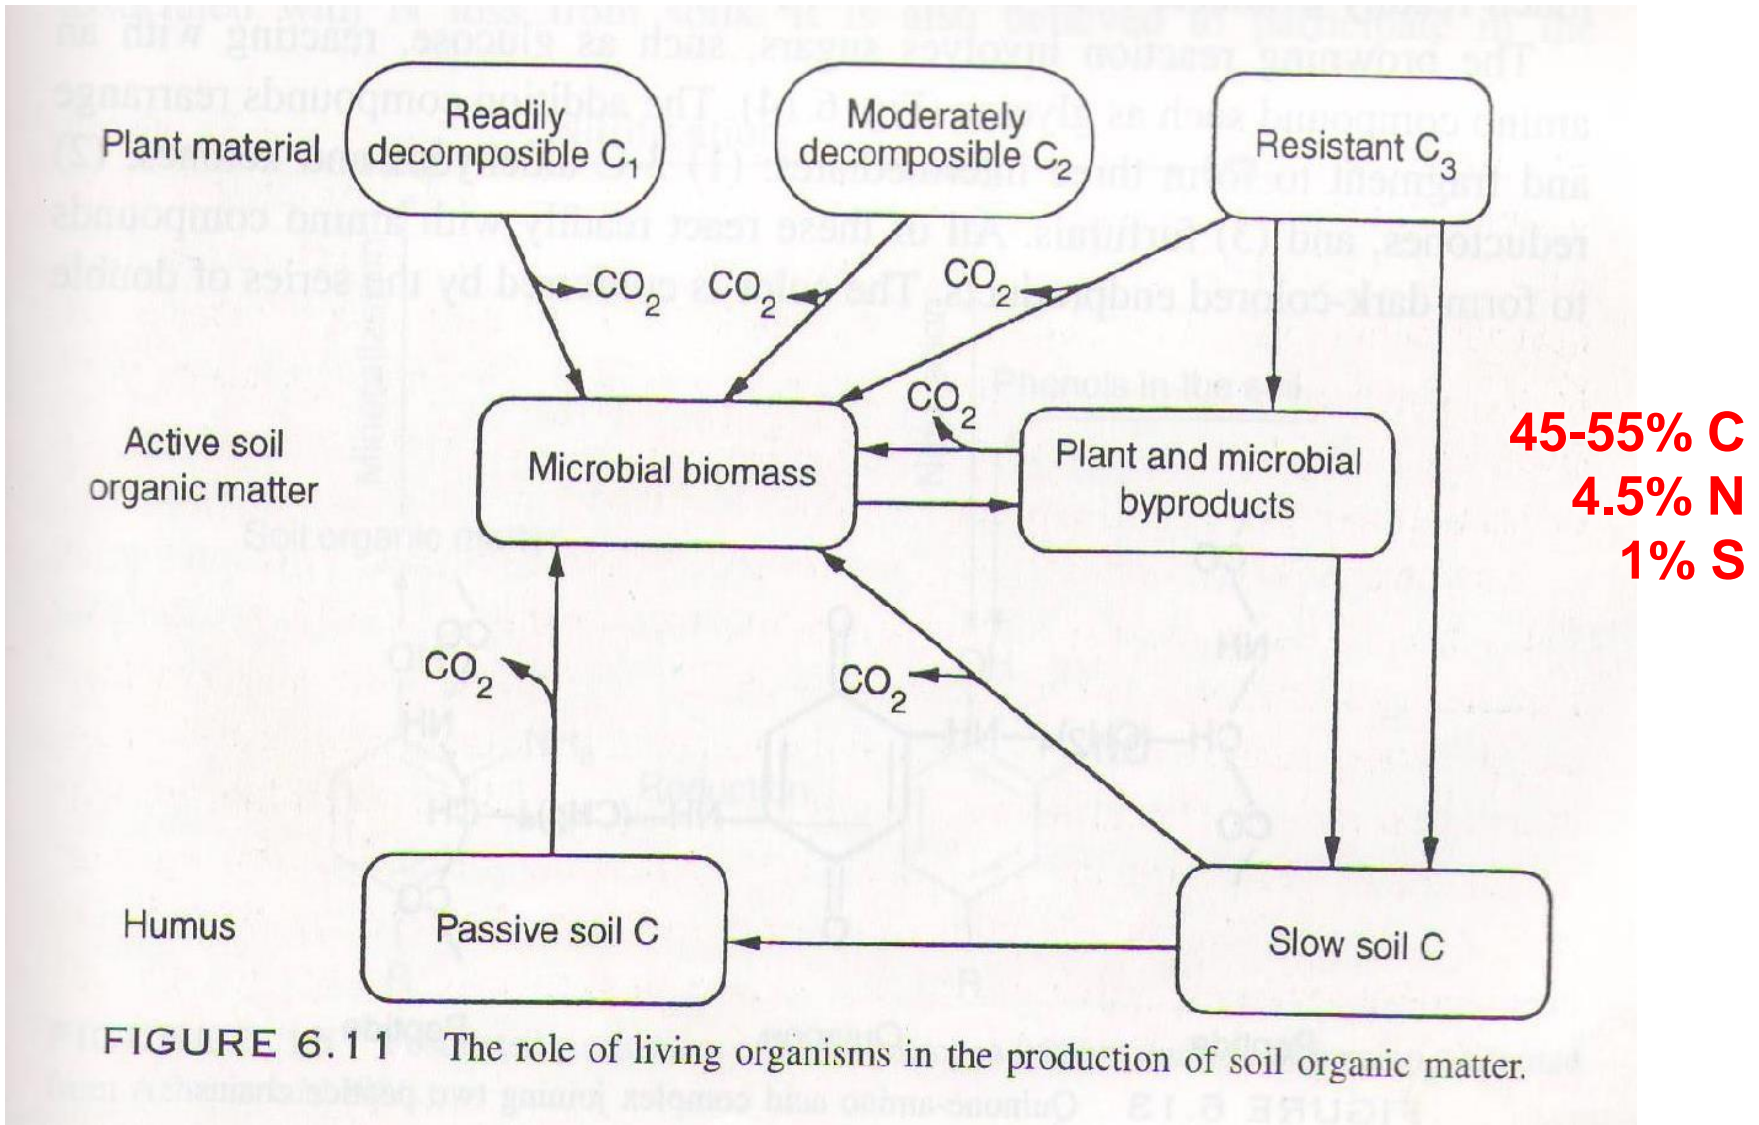 Readily
decomposible C₁
Moderately
decomposible C₂
Resistant C₃
Plant material
CO₂
CO₂
CO₂
CO₂
Active soil
organic matter
Microbial biomass
Plant and microbial
byproducts
45-55% C
4.5% N
1% S
CO₂
CO₂
Humus
Passive soil C
Slow soil C
FIGURE 6.11 The role of living organisms in the production of soil organic matter.